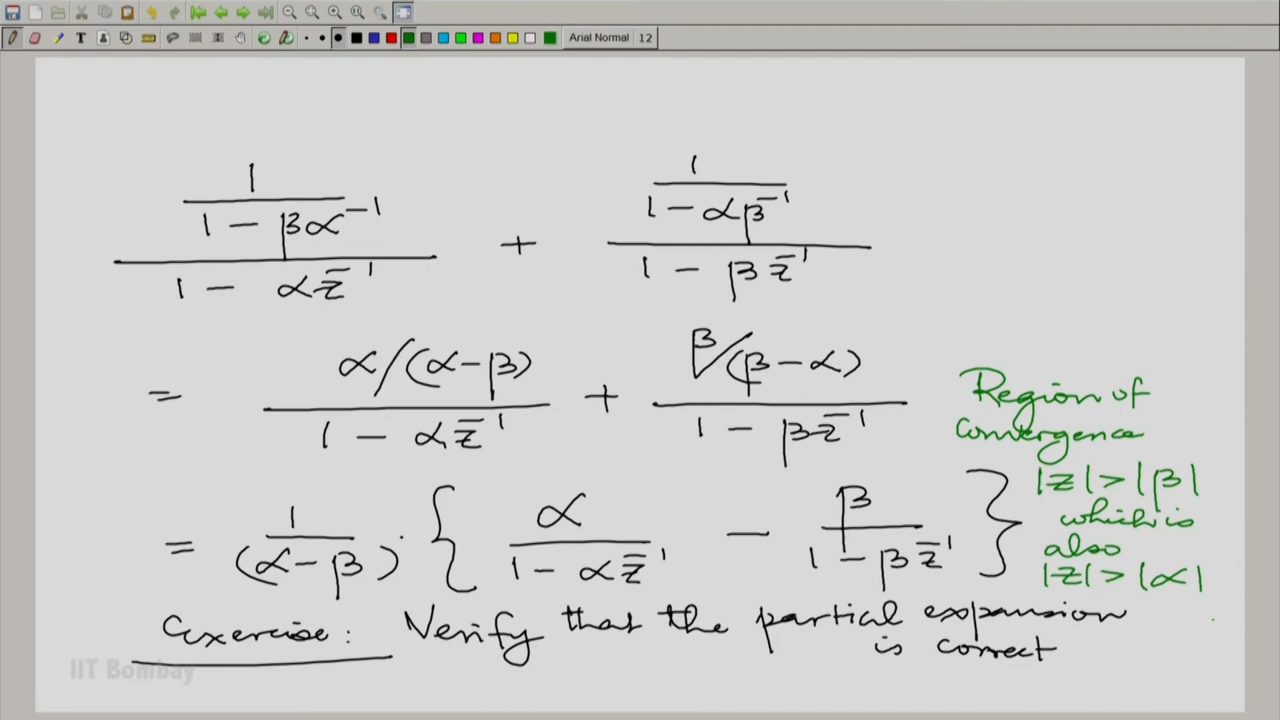 Arial Normal 12
1
1 - βα⁻¹
1 - αz⁻¹
+
1
1 - αβ⁻¹
1 - βz⁻¹
= α/(α-β)
1 - αz⁻¹
+
β/(β-α)
1 - βz⁻¹
= 1
(α-β)
{ α
1 - αz⁻¹
-
β
1 - βz⁻¹ }
Region of
convergence
|z|>|β|
which is
also
|z|>|α|
Exercise: Verify that the partial expansion
is correct
IIT Bombay